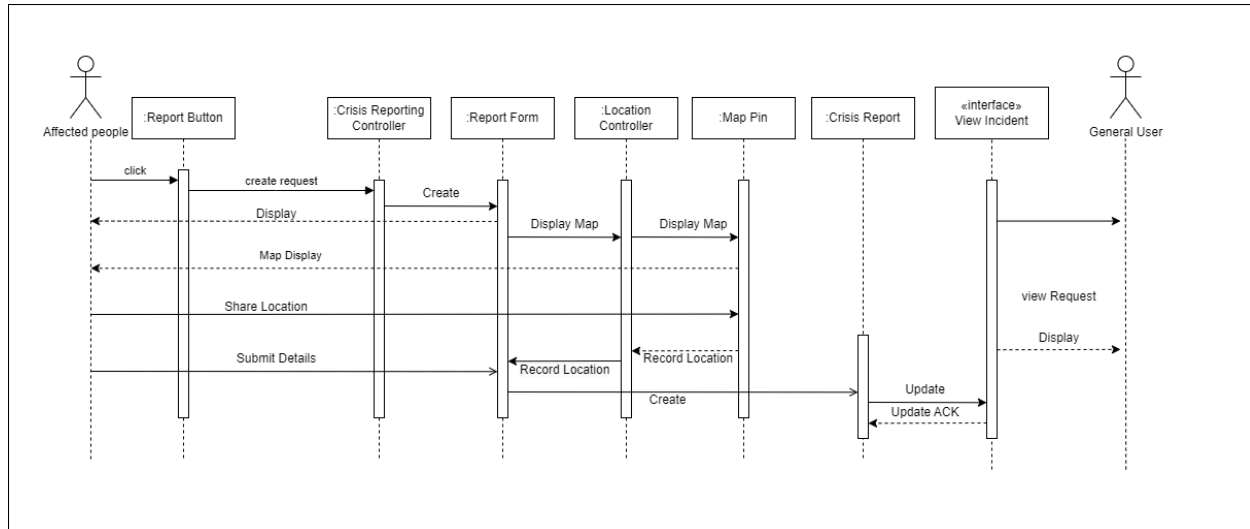 Affected people
:Report Button
:Crisis Reporting
Controller
:Report Form
:Location
Controller
:Map Pin
:Crisis Report
«interface»
View Incident
General User
click
create request
Create
Display
Display Map
Display Map
Map Display
Share Location
view Request
Submit Details
Record Location
Record Location
Display
Create
Update
Update ACK